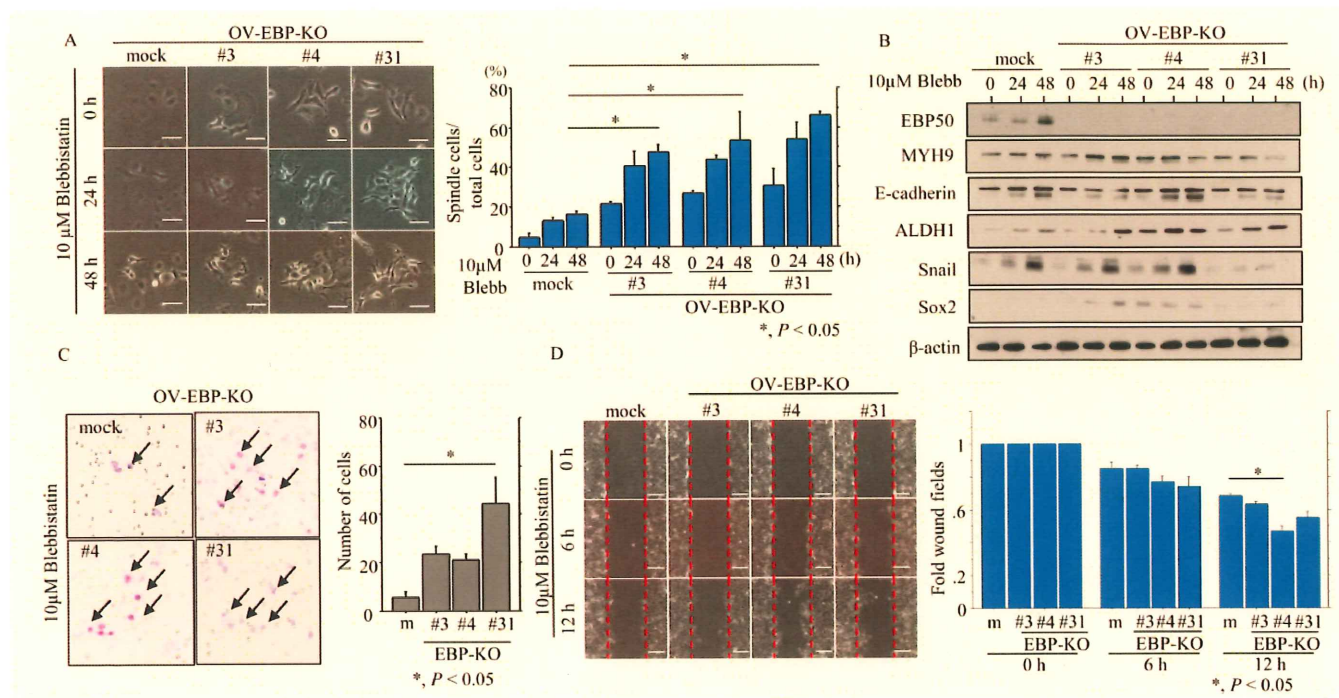 A
OV-EBP-KO
mock #3 #4 #31
10 µM Blebbistatin
0 h
24 h
48 h
(%)
80
60
40
20
0
Spindle cells/
total cells
*
*
*
0 24 48 0 24 48 0 24 48 0 24 48 (h)
10µM
Blebb
mock #3 #4 #31
OV-EBP-KO
*, P < 0.05
B
OV-EBP-KO
mock #3 #4 #31
10µM Blebb 0 24 48 0 24 48 0 24 48 0 24 48 (h)
EBP50
MYH9
E-cadherin
ALDH1
Snail
Sox2
β-actin
C
OV-EBP-KO
mock #3
#4 #31
10µM Blebbistatin
80
60
40
20
0
Number of cells
*
m #3 #4 #31
EBP-KO
*, P < 0.05
D
OV-EBP-KO
mock #3 #4 #31
10µM Blebbistatin
0 h
6 h
12 h
Fold wound fields
1
.6
.2
0
*
m #3 #4 #31 m #3 #4 #31 m #3 #4 #31
EBP-KO EBP-KO EBP-KO
0 h 6 h 12 h
*, P < 0.05